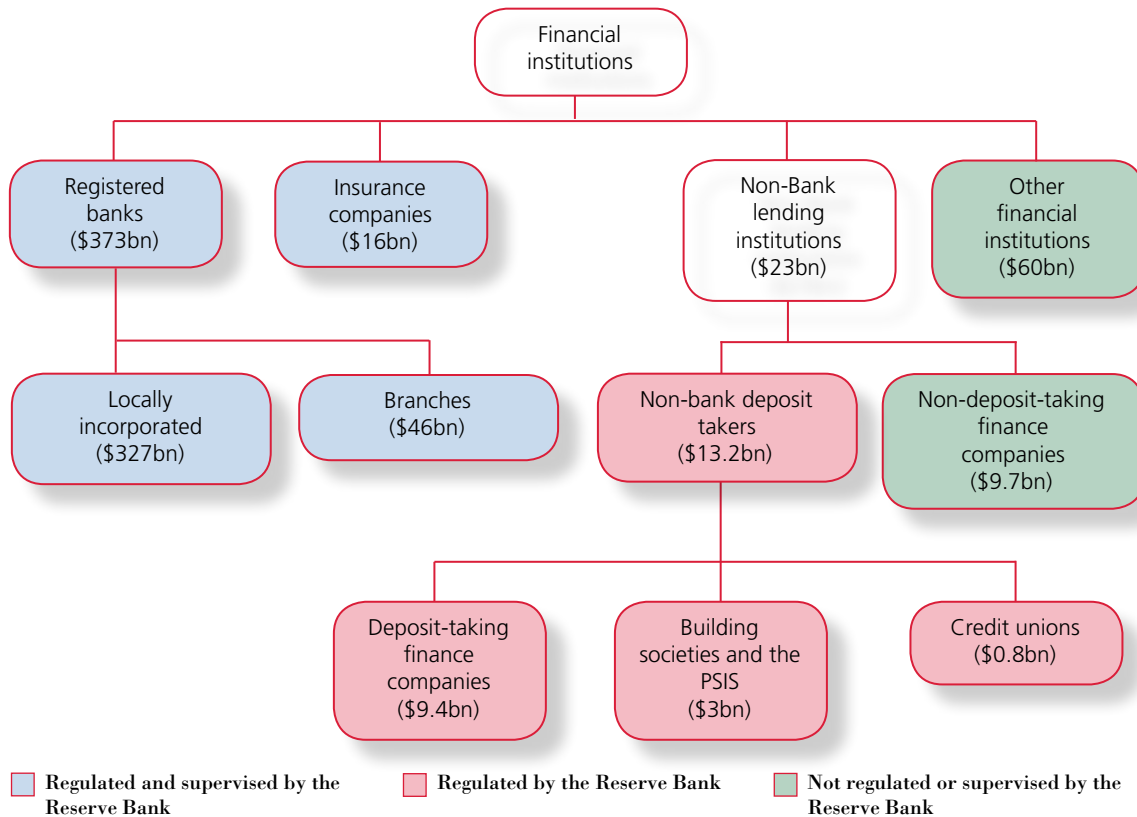 Financial
institutions
Registered
banks
($373bn)
Insurance
companies
($16bn)
Non-Bank
lending
institutions
($23bn)
Other
financial
institutions
($60bn)
Locally
incorporated
($327bn)
Branches
($46bn)
Non-bank deposit
takers
($13.2bn)
Non-deposit-taking
finance
companies
($9.7bn)
Deposit-taking
finance
companies
($9.4bn)
Building
societies and the
PSIS
($3bn)
Credit unions
($0.8bn)
Regulated and supervised by the
Reserve Bank
Regulated by the Reserve Bank
Not regulated or supervised by the
Reserve Bank